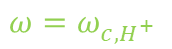 ω = ω_{c,H^+}